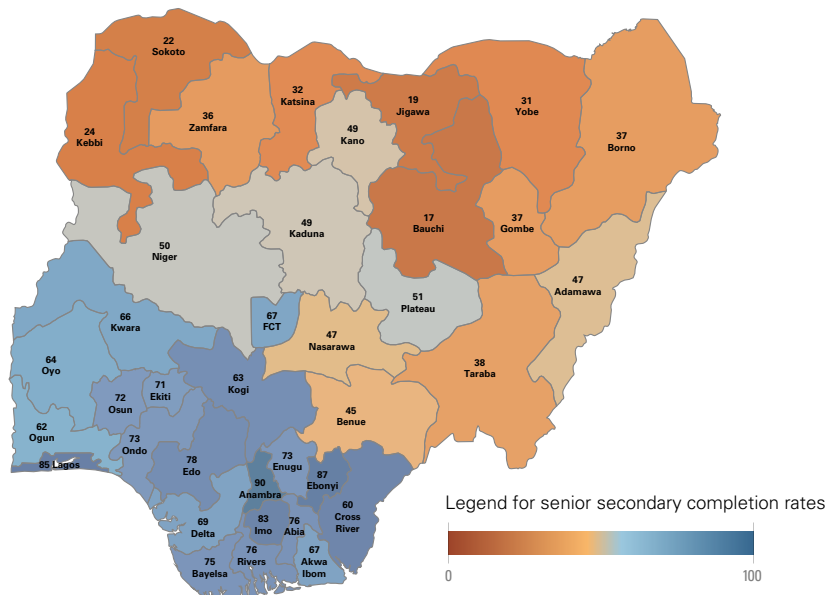 22
Sokoto
24
Kebbi
36
Zamfara
32
Katsina
49
Kano
19
Jigawa
31
Yobe
37
Borno
50
Niger
49
Kaduna
17
Bauchi
37
Gombe
51
Plateau
47
Adamawa
66
Kwara
67
FCT
47
Nasarawa
38
Taraba
64
Oyo
72
Osun
71
Ekiti
63
Kogi
45
Benue
62
Ogun
85 Lagos
73
Ondo
78
Edo
90
Anambra
73
Enugu
87
Ebonyi
60
Cross
River
69
Delta
83
Imo
76
Abia
75
Bayelsa
76
Rivers
67
Akwa
Ibom
Legend for senior secondary completion rates
0
100